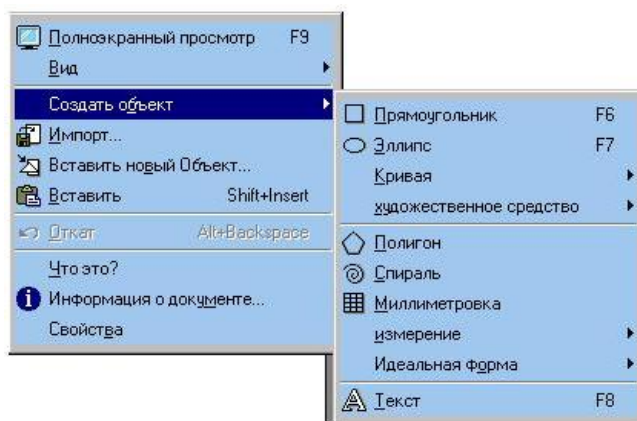 Полноэкранный просмотр F9
Вид
Создать объект
Импорт...
Вставить новый Объект...
Вставить Shift+Insert
Откат Alt+Backspace
Что это?
Информация о документе...
Свойства
Прямоугольник F6
Эллипс F7
Кривая
художественное средство
Полигон
Спираль
Миллиметровка
измерение
Идеальная форма
Текст F8